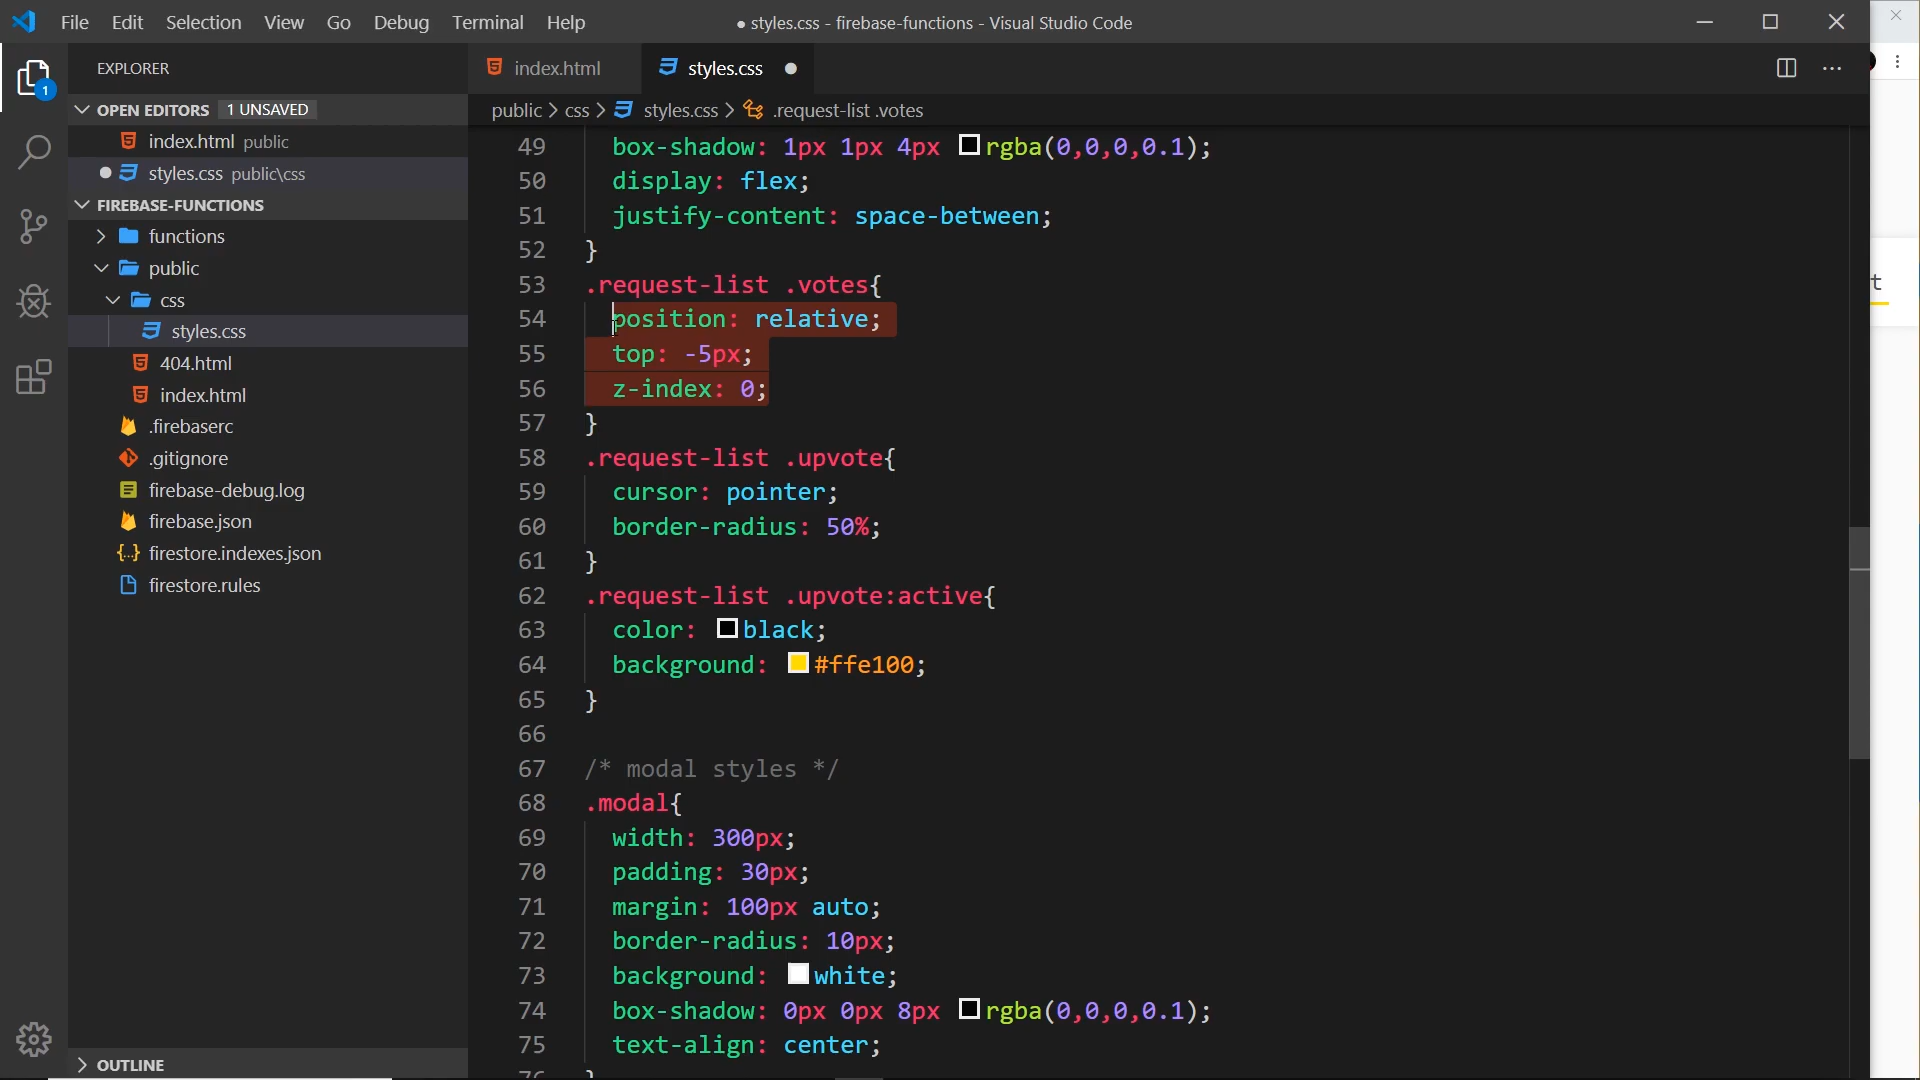 File Edit Selection View Go Debug Terminal Help
● styles.css - firebase-functions - Visual Studio Code
EXPLORER
OPEN EDITORS 1 UNSAVED
index.html public
styles.css public\css
FIREBASE-FUNCTIONS
functions
public
css
styles.css
404.html
index.html
.firebaserc
.gitignore
firebase-debug.log
firebase.json
firestore.indexes.json
firestore.rules
OUTLINE
1
index.html styles.css
public > css > styles.css > .request-list .votes
49 box-shadow: 1px 1px 4px rgba(0,0,0,0.1);
50 display: flex;
51 justify-content: space-between;
52 }
53 .request-list .votes{
54 position: relative;
55 top: -5px;
56 z-index: 0;
57 }
58 .request-list .upvote{
59 cursor: pointer;
60 border-radius: 50%;
61 }
62 .request-list .upvote:active{
63 color: black;
64 background: #ffe100;
65 }
66
67 /* modal styles */
68 .modal{
69 width: 300px;
70 padding: 30px;
71 margin: 100px auto;
72 border-radius: 10px;
73 background: white;
74 box-shadow: 0px 0px 8px rgba(0,0,0,0.1);
75 text-align: center;
t